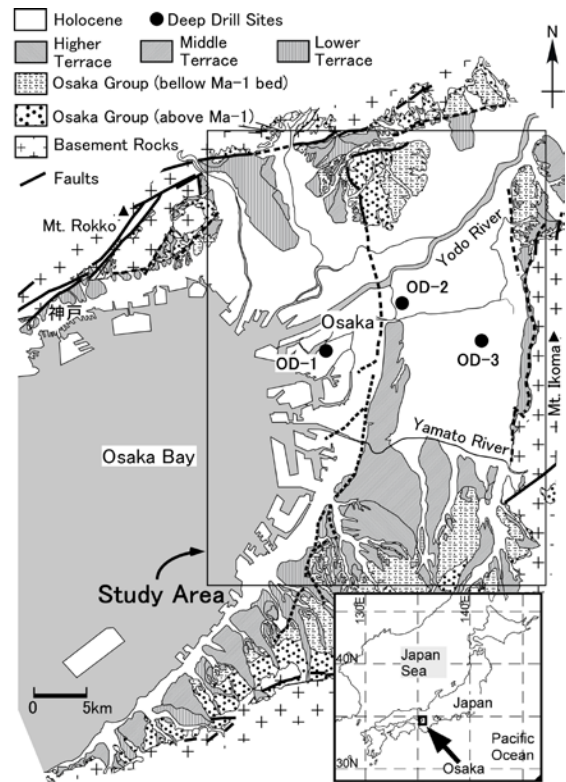 Holocene
Deep Drill Sites
Higher
Terrace
Middle
Terrace
Lower
Terrace
Osaka Group (bellow Ma-1 bed)
Osaka Group (above Ma-1)
Basement Rocks
Faults
N
Mt. Rokko
神戸
Yodo River
OD-2
Osaka
OD-1
OD-3
Mt. Ikoma
Osaka Bay
Yamato River
Study Area
0 5km
130E
140E
40N
Japan
Sea
Japan
Pacific
Ocean
30N
Osaka